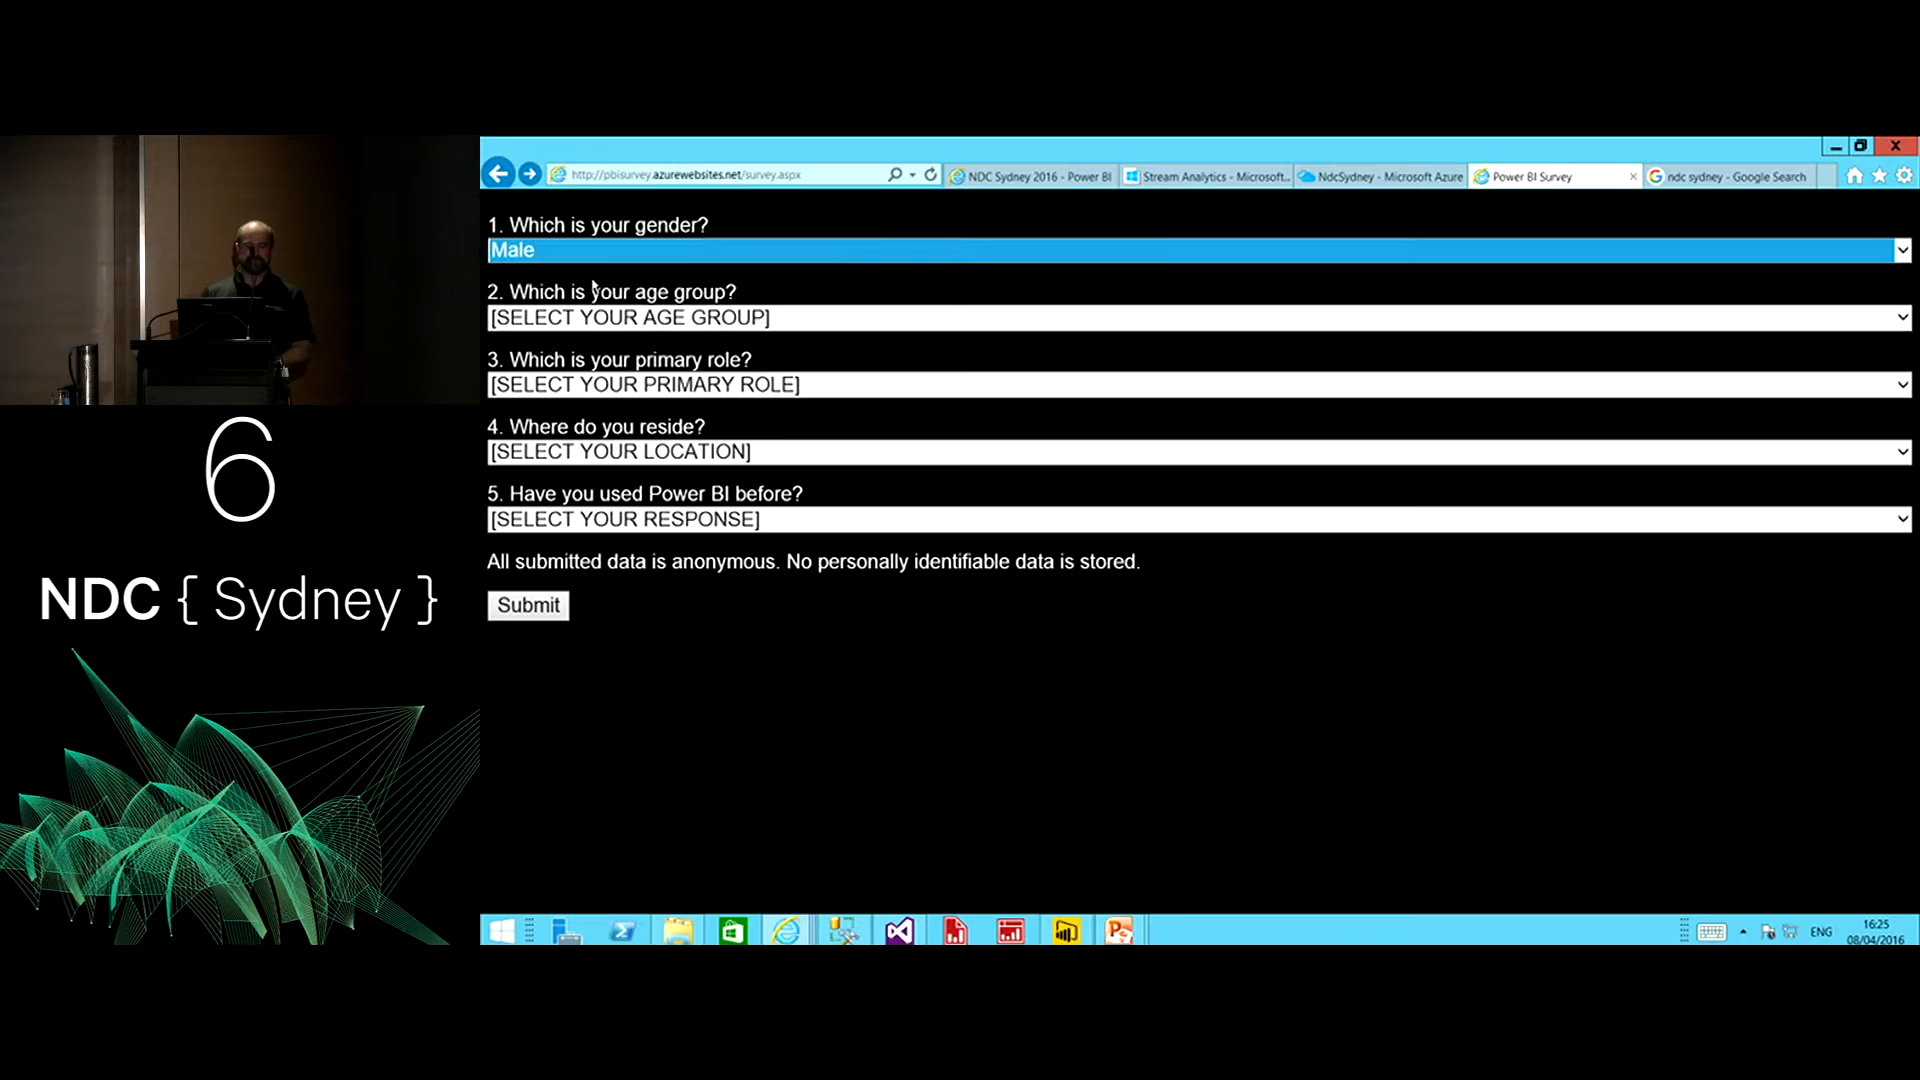 http://pbisurvey.azurewebsites.net/survey.aspx
NDC Sydney 2016 - Power BI
Stream Analytics - Microsoft...
NdcSydney - Microsoft Azure
Power BI Survey
ndc sydney - Google Search
1. Which is your gender?
Male
2. Which is your age group?
[SELECT YOUR AGE GROUP]
3. Which is your primary role?
[SELECT YOUR PRIMARY ROLE]
4. Where do you reside?
[SELECT YOUR LOCATION]
5. Have you used Power BI before?
[SELECT YOUR RESPONSE]
All submitted data is anonymous. No personally identifiable data is stored.
Submit
6
NDC { Sydney }
ENG
16:25
08/04/2016